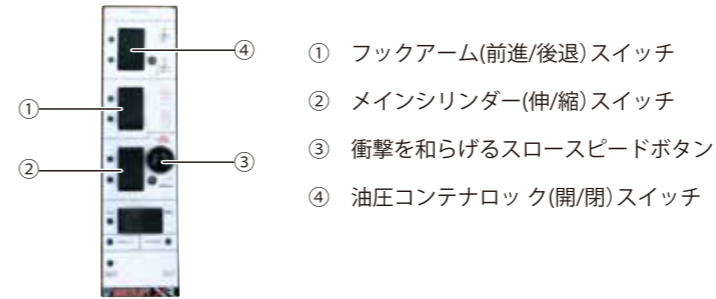 ④
①
②
③
① フックアーム(前進/後退)スイッチ
② メインシリンダー(伸/縮)スイッチ
③ 衝撃を和らげるスロースピードボタン
④ 油圧コンテナロッ ク(開/閉)スイッチ